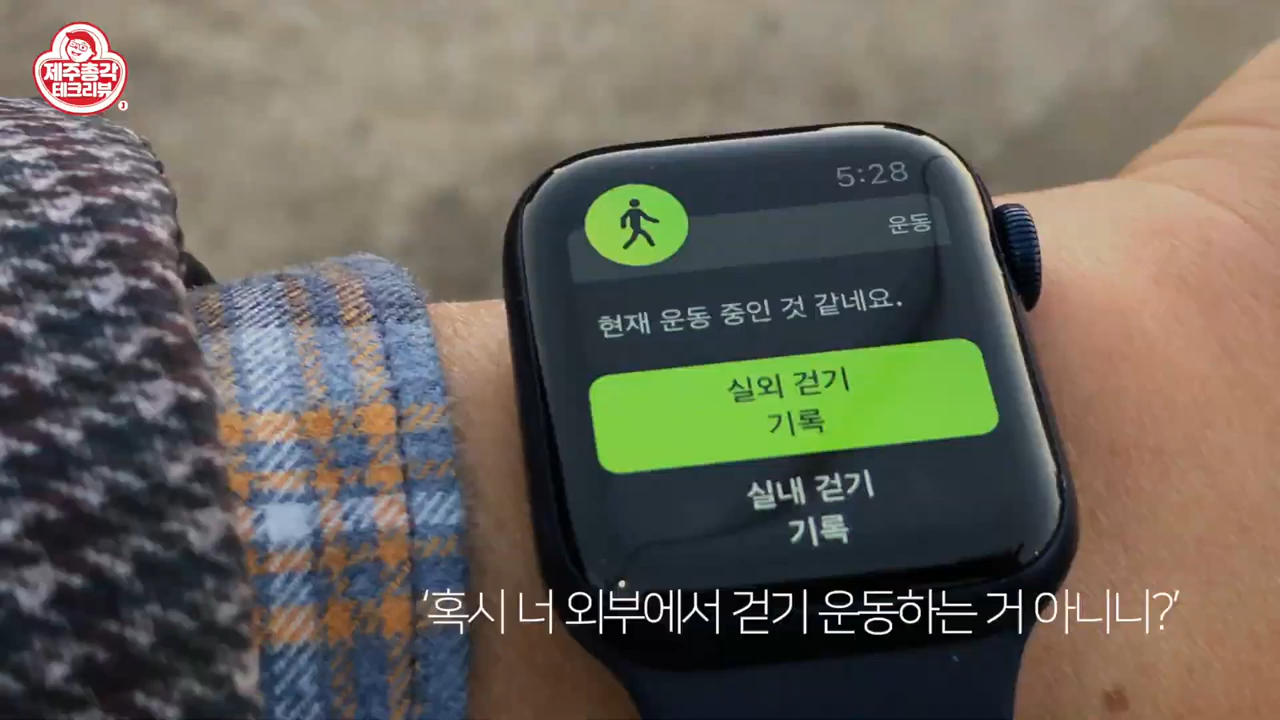 제주총각
테크리뷰
5:28
운동
현재 운동 중인 것 같네요.
실외 걷기
기록
실내 걷기
기록
‘혹시 너 외부에서 걷기 운동하는 거 아니니?’